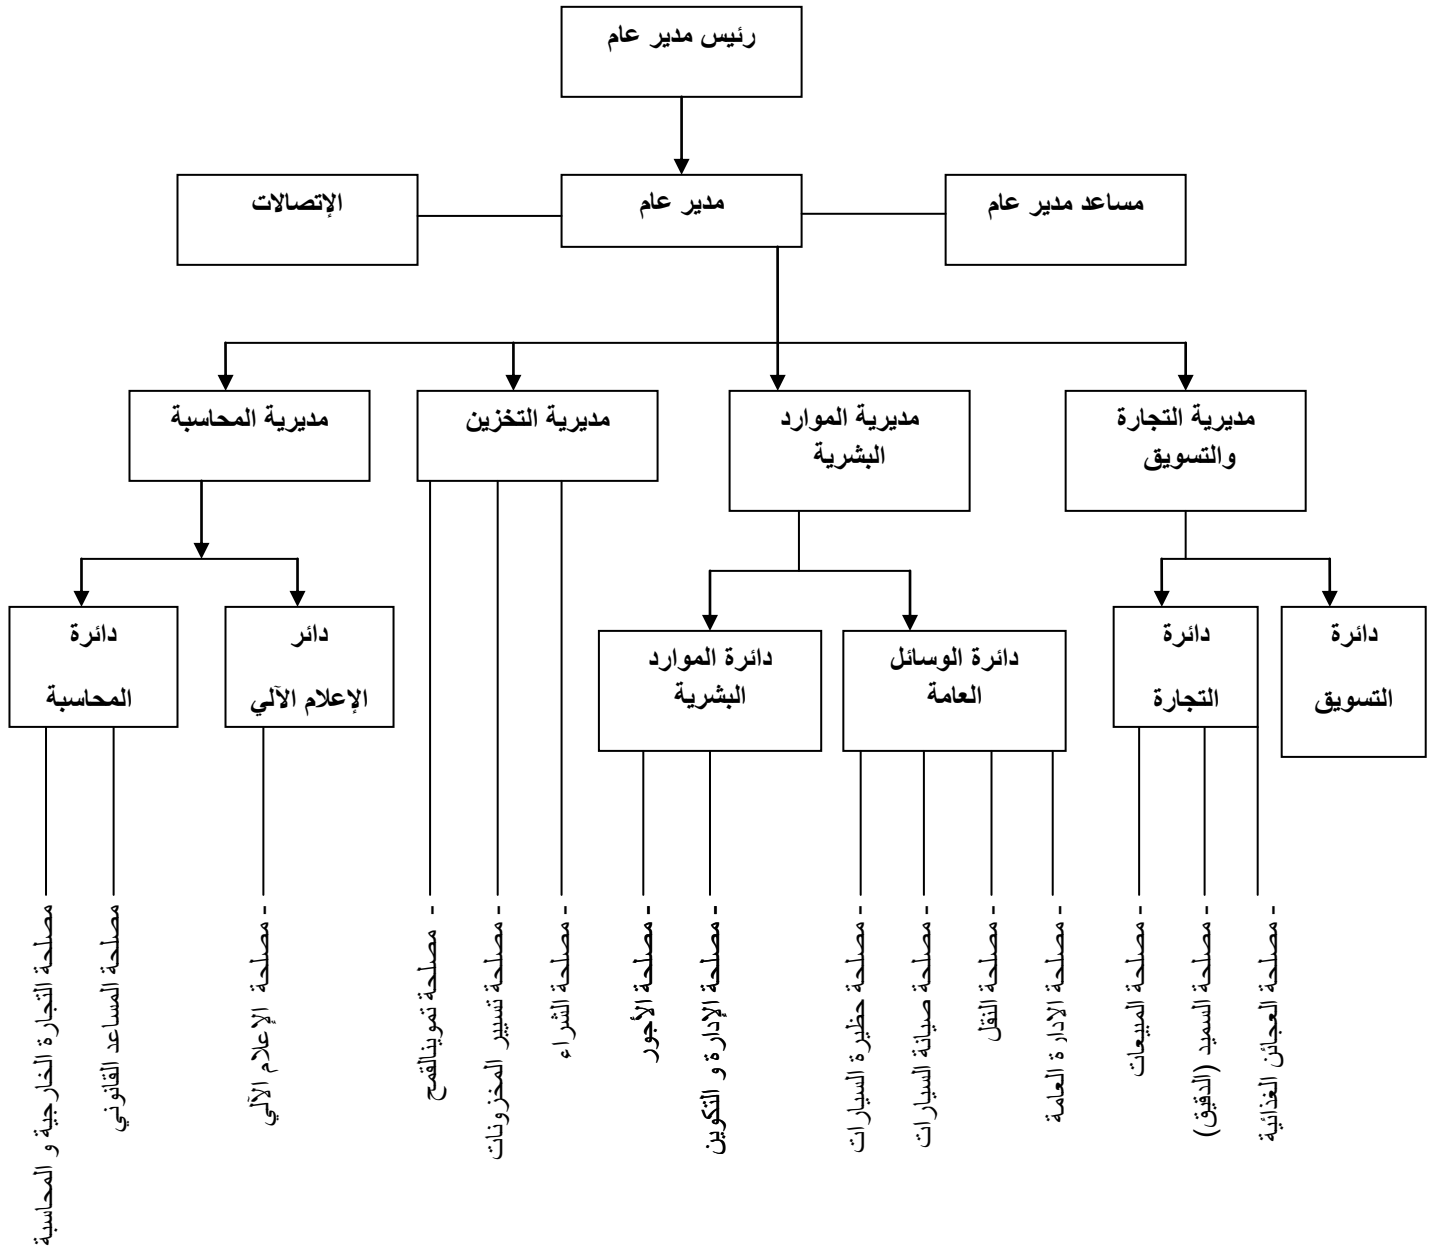 رئيس مدير عام
مساعد مدير عام
مدير عام
الإتصالات
مديرية التجارة
والتسويق
مديرية الموارد
البشرية
مديرية التخزين
مديرية المحاسبة
دائرة
التسويق
دائرة
التجارة
دائرة الوسائل
العامة
دائرة الموارد
البشرية
دائر
الإعلام الآلي
دائرة
المحاسبة
- مصلحة العجائن الغذائية
- مصلحة السميد (الدقيق)
- مصلحة المبيعات
- مصلحة الادارة العامة
- مصلحة النقل
- مصلحة صيانة السيارات
- مصلحة حظيرة السيارات
- مصلحة الإدارة و التكوين
- مصلحة الأجور
- مصلحة الشراء
- مصلحة تسيير المخزونات
- مصلحة تموينالقمح
- مصلحة الإعلام الآلي
- مصلحة المساعد القانوني
- مصلحة التجارة الخارجية و المحاسبة